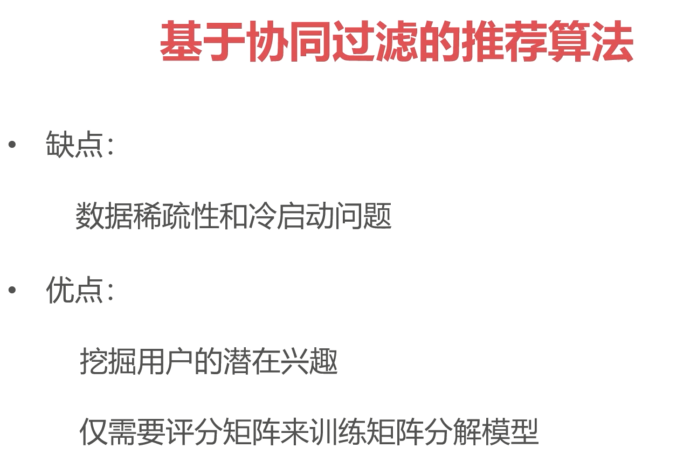 基于协同过滤的推荐算法
• 缺点：
数据稀疏性和冷启动问题
• 优点：
挖掘用户的潜在兴趣
仅需要评分矩阵来训练矩阵分解模型